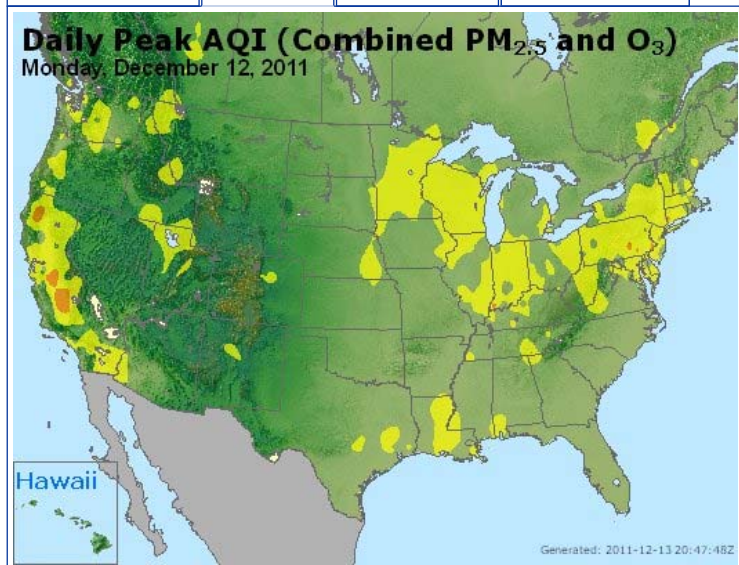 Daily Peak AQI (Combined PM2.5 and O3)
Monday, December 12, 2011
Hawaii
Generated: 2011-12-13 20:47:48Z